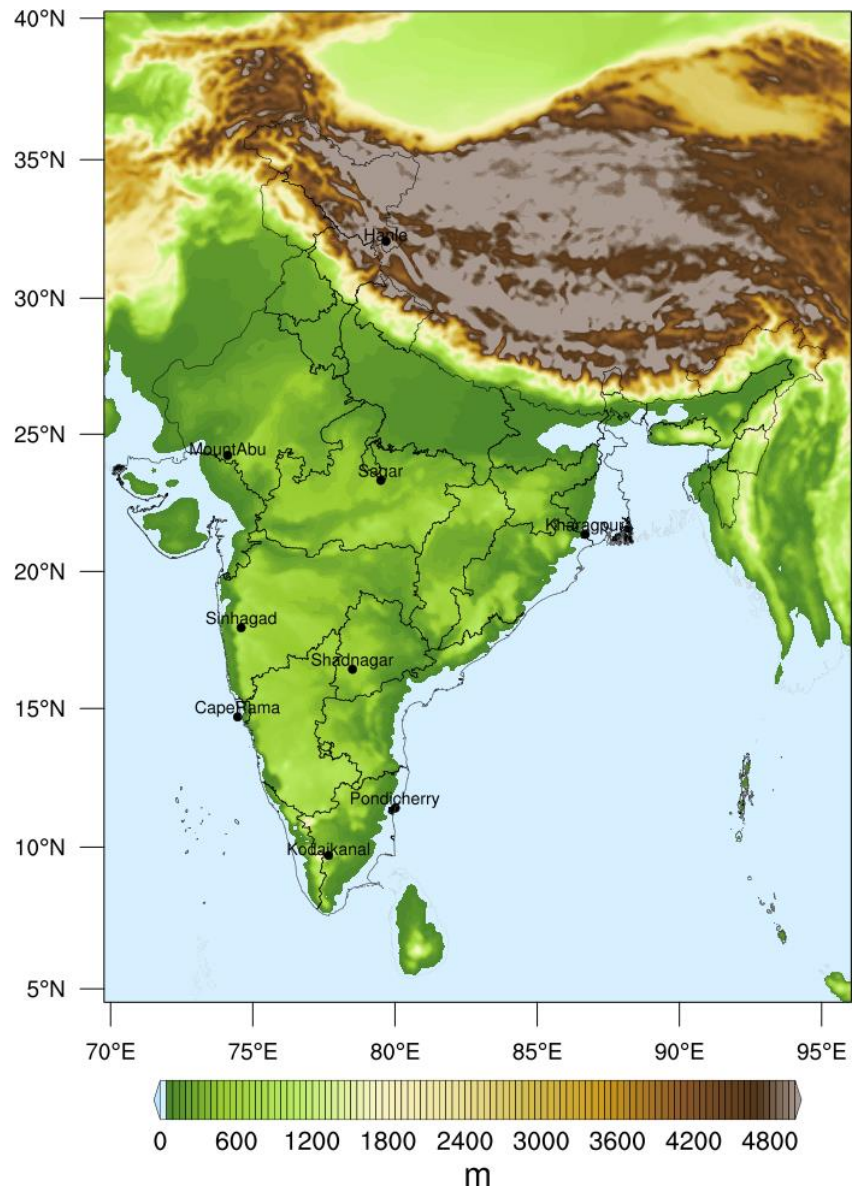 40°N
35°N
Hanle
30°N
25°N
MountAbu
Sagar
Kharagpur
20°N
Sinhagad
Shadnagar
CapeRama
15°N
Pondicherry
10°N
Kodaikanal
5°N
70°E 75°E 80°E 85°E 90°E 95°E
0 600 1200 1800 2400 3000 3600 4200 4800
m